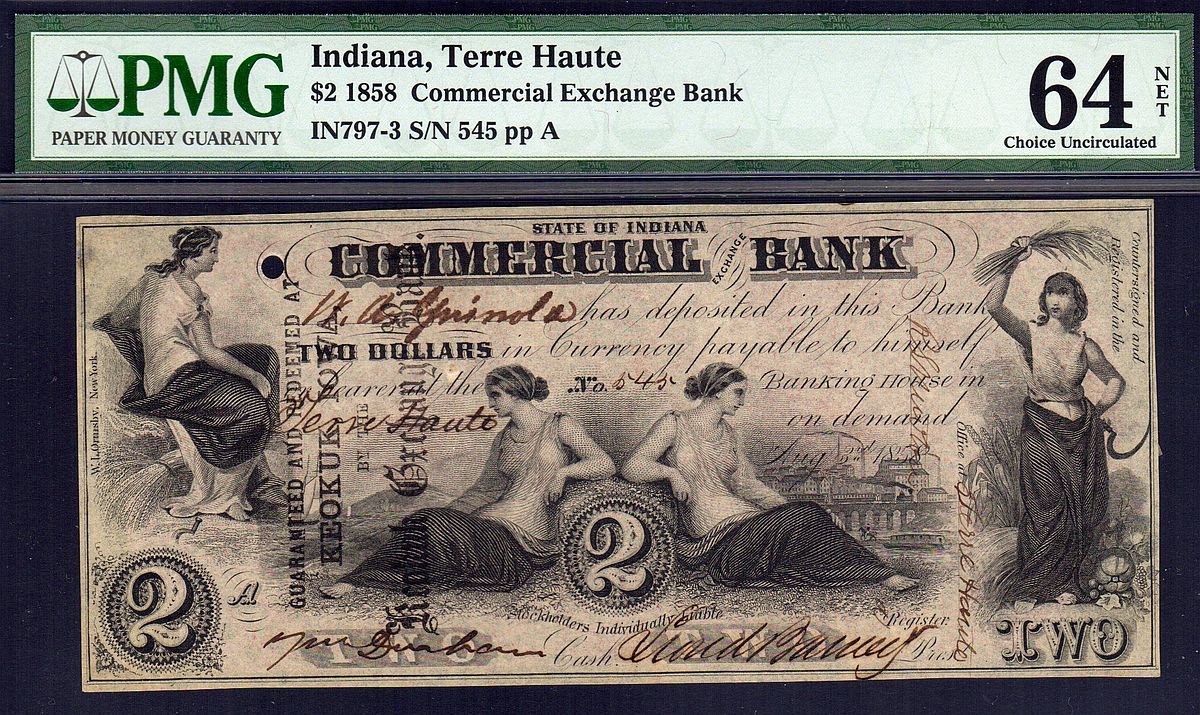 PMG
PAPER MONEY GUARANTY
Indiana, Terre Haute
$2 1858 Commercial Exchange Bank
IN797-3 S/N 545 pp A
64 NET
Choice Uncirculated
STATE OF INDIANA
COMMERCIAL EXCHANGE BANK
has deposited in this Bank
TWO DOLLARS in Currency payable to himself
or bearer at the No. 545 Banking House in
Terre Haute on demand
Aug 3rd 1858
2
2 A
Stockholders Individually Liable
Register
TWO
Cash. Pres.
TWO
W.L. Ormsby, New York.
GUARANTEED AND REDEEMED AT
KEOKUK IOWA
BY THE
Countersigned and
Registered in the
Office at Terre Haute